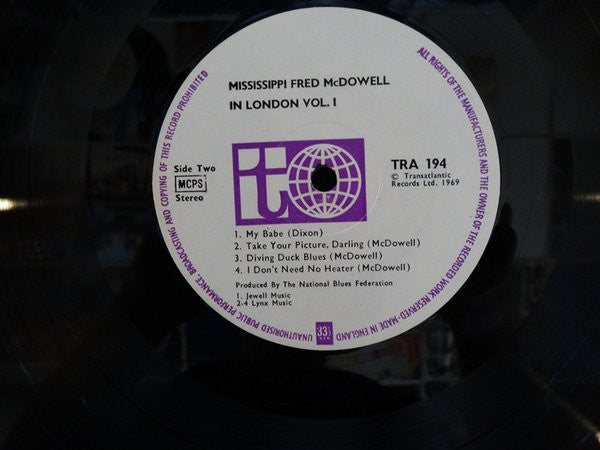 MISSISSIPPI FRED McDOWELL
IN LONDON VOL. I
it
Side Two
MCPS
Stereo
TRA 194
© Transatlantic
Records Ltd. 1969
1. My Babe (Dixon)
2. Take Your Picture, Darling (McDowell)
3. Diving Duck Blues (McDowell)
4. I Don't Need No Heater (McDowell)
Produced By The National Blues Federation
1. Jewell Music
2-4 Lynx Music
33⅓
RPM
ALL RIGHTS OF THE MANUFACTURERS AND THE OWNER OF THE RECORDED WORK RESERVED-MADE IN ENGLAND
UNAUTHORISED PUBLIC PERFORMANCE, BROADCASTING AND COPYING OF THIS RECORD PROHIBITED